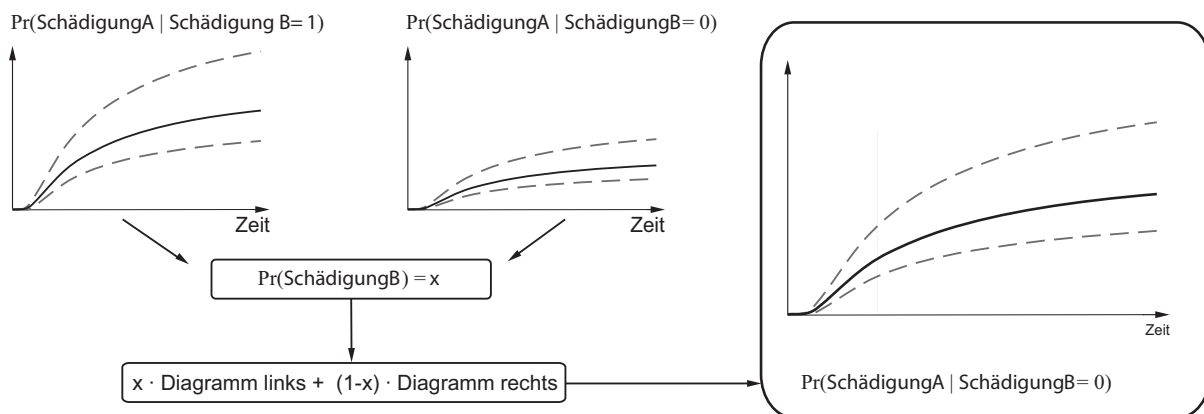 Pr(SchädigungA | Schädigung B= 1)
Pr(SchädigungA | SchädigungB= 0)
Zeit
Zeit
Zeit
Pr(SchädigungB) = x
x · Diagramm links + (1-x) · Diagramm rechts
Pr(SchädigungA | SchädigungB= 0)